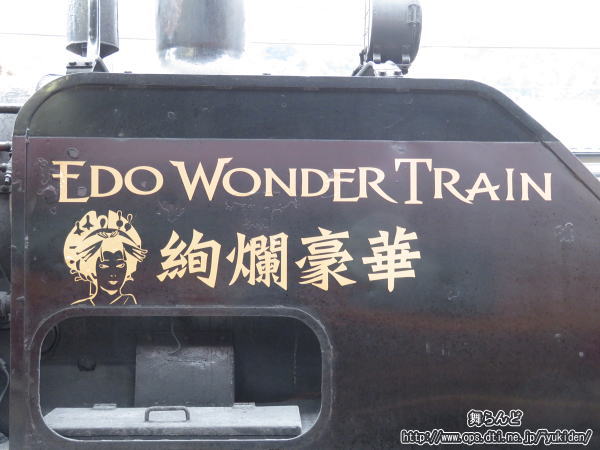 EDO WONDER TRAIN
絢爛豪華
舞らんど
http://www.ops.dti.ne.jp/~yukiden/